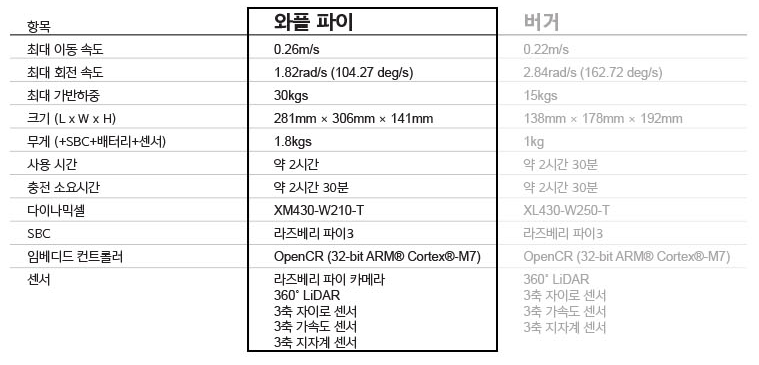 항목 와플 파이 버거
최대 이동 속도 0.26m/s 0.22m/s
최대 회전 속도 1.82rad/s (104.27 deg/s) 2.84rad/s (162.72 deg/s)
최대 가반하중 30kgs 15kgs
크기 (L x W x H) 281mm × 306mm × 141mm 138mm × 178mm × 192mm
무게 (+SBC+배터리+센서) 1.8kgs 1kg
사용 시간 약 2시간 약 2시간 30분
충전 소요시간 약 2시간 30분 약 2시간 30분
다이나믹셀 XM430-W210-T XL430-W250-T
SBC 라즈베리 파이3 라즈베리 파이3
임베디드 컨트롤러 OpenCR (32-bit ARM® Cortex®-M7) OpenCR (32-bit ARM® Cortex®-M7)
센서 라즈베리 파이 카메라 360˚ LiDAR
360˚ LiDAR 3축 자이로 센서
3축 자이로 센서 3축 가속도 센서
3축 가속도 센서 3축 지자계 센서
3축 지자계 센서